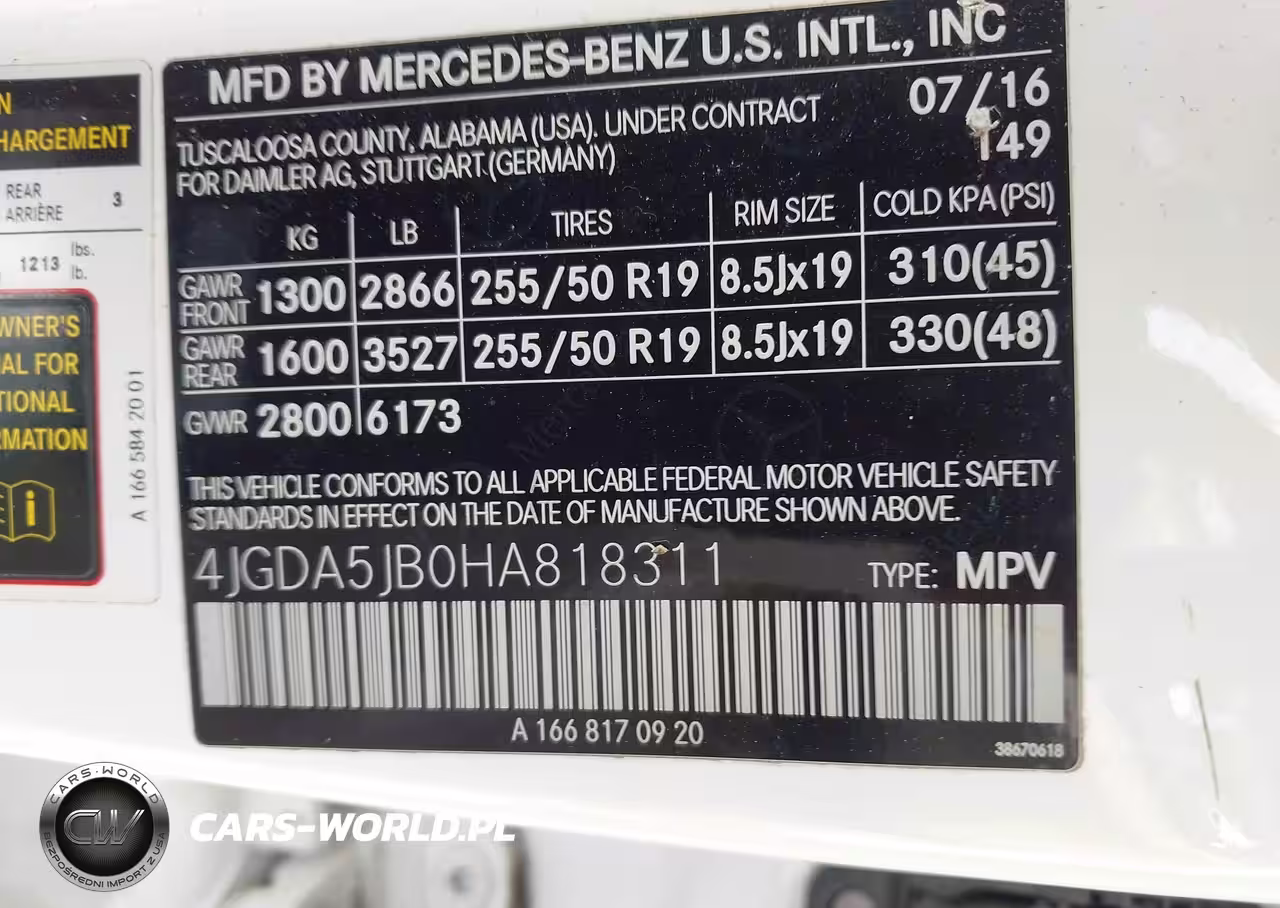 N
HARGEMENT
REAR
ARRIÈRE
3
1213
lbs.
lb.
WNER'S
AL FOR
TIONAL
RMATION
A 166 584 20 01
MFD BY MERCEDES-BENZ U.S. INTL., INC
TUSCALOOSA COUNTY, ALABAMA (USA). UNDER CONTRACT
FOR DAIMLER AG, STUTTGART.(GERMANY)
07/16
149
KG LB TIRES RIM SIZE COLD KPA (PSI)
GAWR FRONT 1300 2866 255/50 R19 8.5Jx19 310(45)
GAWR REAR 1600 3527 255/50 R19 8.5Jx19 330(48)
GVWR 2800 6173
THIS VEHICLE CONFORMS TO ALL APPLICABLE FEDERAL MOTOR VEHICLE SAFETY
STANDARDS IN EFFECT ON THE DATE OF MANUFACTURE SHOWN ABOVE.
4JGDA5JB0HA818311 TYPE: MPV
A 166 817 09 20
38670618
CARS-WORLD
CW
BEZPOŚREDNI IMPORT Z USA
CARS-WORLD.PL